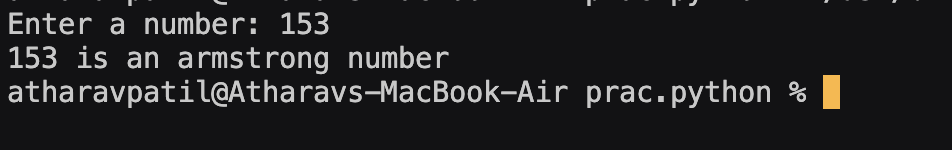 Enter a number: 153
153 is an armstrong number
atharavpatil@Atharavs-MacBook-Air prac.python %